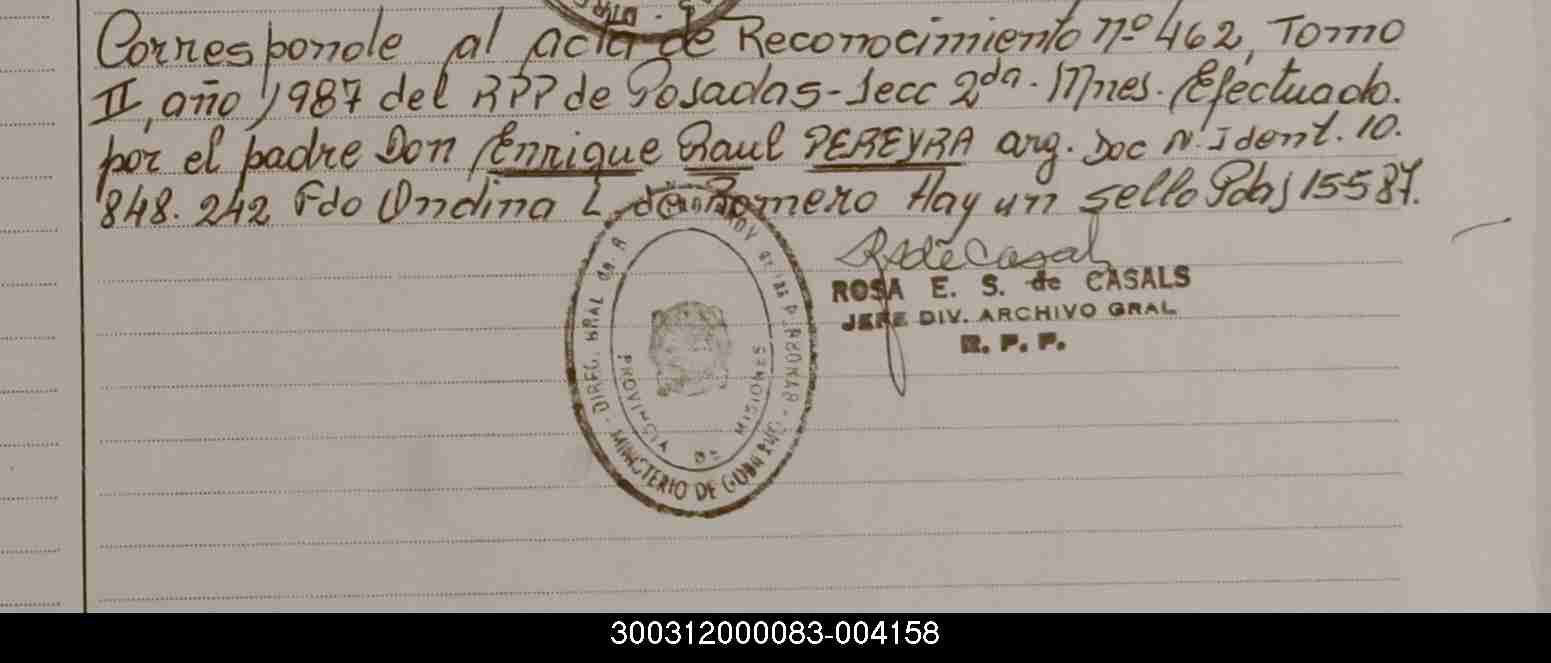 Corresponde al acta de Reconocimiento nº 462, Tomo
II, año 1987 del RPP de Posadas-Secc 2da. Mnes. Efectuado.
por el padre Don Enrique Raul PEREYRA arg. Doc N. Ident. 10.
848.242 Fdo Ondina L. de Romero Hay un sello Pdas 15587.
ROSA E. S. de CASALS
JEFE DIV. ARCHIVO GRAL
R. P. P.
DIREC. GRAL
MINISTERIO DE GOBIERNO
PROVINCIA DE MISIONES
300312000083-004158